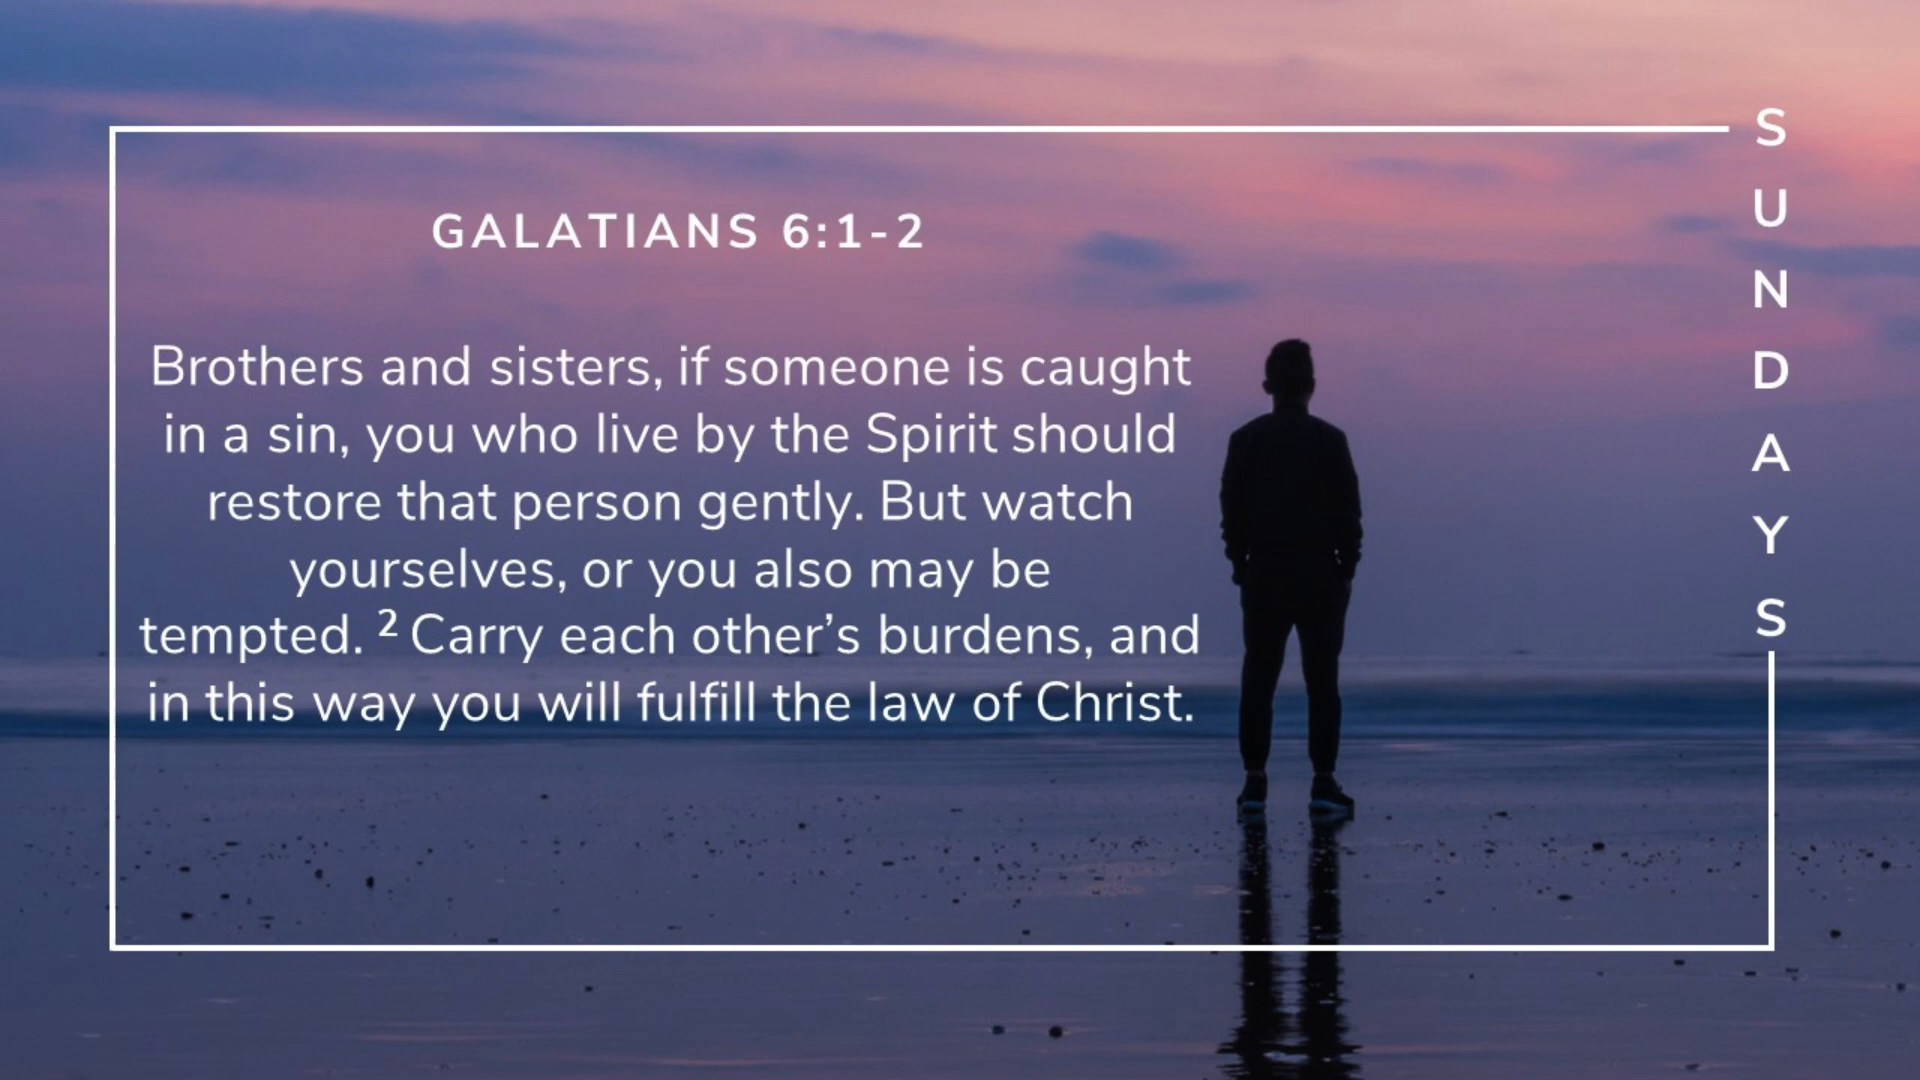 GALATIANS 6:1-2
Brothers and sisters, if someone is caught
in a sin, you who live by the Spirit should
restore that person gently. But watch
yourselves, or you also may be
tempted. ² Carry each other’s burdens, and
in this way you will fulfill the law of Christ.
SUNDAYS